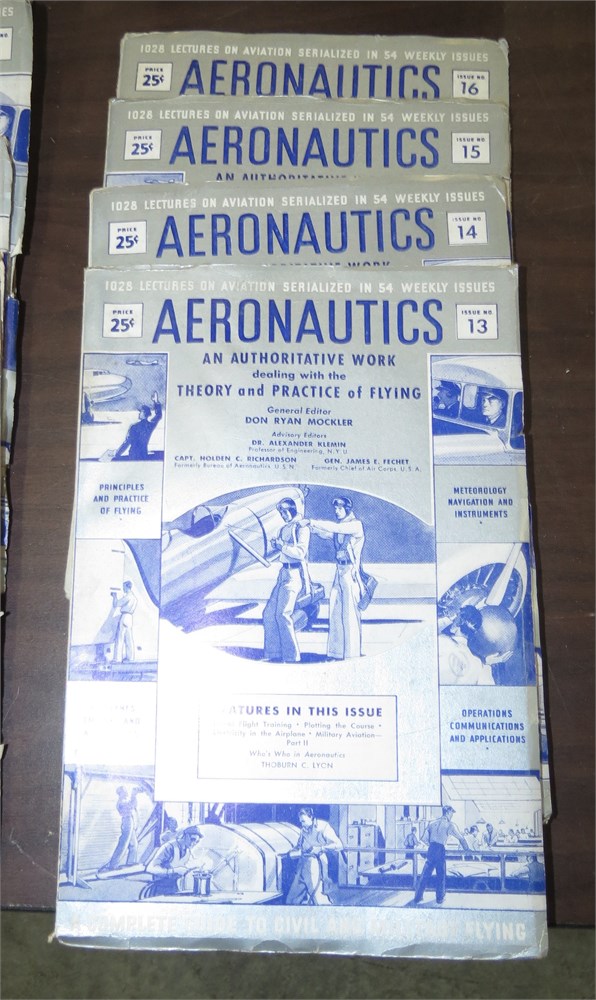 1028 LECTURES ON AVIATION SERIALIZED IN 54 WEEKLY ISSUES
PRICE
25¢
AERONAUTICS
ISSUE NO.
16
1028 LECTURES ON AVIATION SERIALIZED IN 54 WEEKLY ISSUES
PRICE
25¢
AERONAUTICS
ISSUE NO.
15
AN AUTHORITATIVE
1028 LECTURES ON AVIATION SERIALIZED IN 54 WEEKLY ISSUES
PRICE
25¢
AERONAUTICS
ISSUE NO.
14
WORK
1028 LECTURES ON AVIATION SERIALIZED IN 54 WEEKLY ISSUES
PRICE
25¢
AERONAUTICS
ISSUE NO.
13
AN AUTHORITATIVE WORK
dealing with the
THEORY and PRACTICE of FLYING
General Editor
DON RYAN MOCKLER
Advisory Editors
DR. ALEXANDER KLEMIN
Professor of Engineering, N.Y.U.
CAPT. HOLDEN C. RICHARDSON
Formerly Bureau of Aeronautics, U.S.N.
GEN. JAMES E. FECHET
Formerly Chief of Air Corps, U.S.A.
PRINCIPLES
AND PRACTICE
OF FLYING
METEOROLOGY
NAVIGATION AND
INSTRUMENTS
OPERATIONS
COMMUNICATIONS
AND APPLICATIONS
IN THIS ISSUE
Flight Training • Plotting the Course •
in the Airplane • Military Aviation—
Part II
Who's Who in Aeronautics
THOBURN C. LYON
COMPLETE GUIDE TO CIVIL AND FLYING